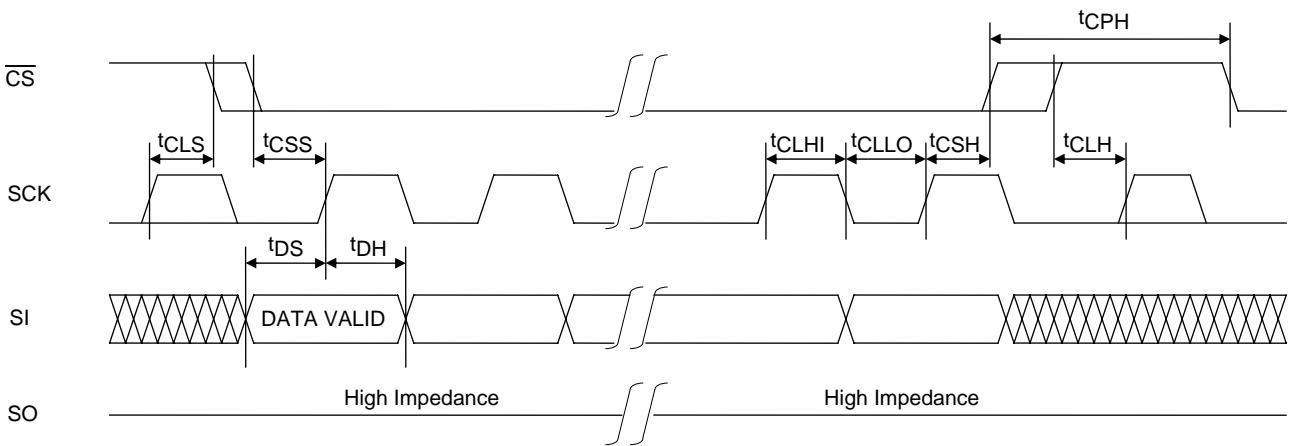 tCPH
CS
tCLS tCSS tCLHI tCLLO tCSH tCLH
SCK
tDS tDH
SI DATA VALID
High Impedance High Impedance
SO